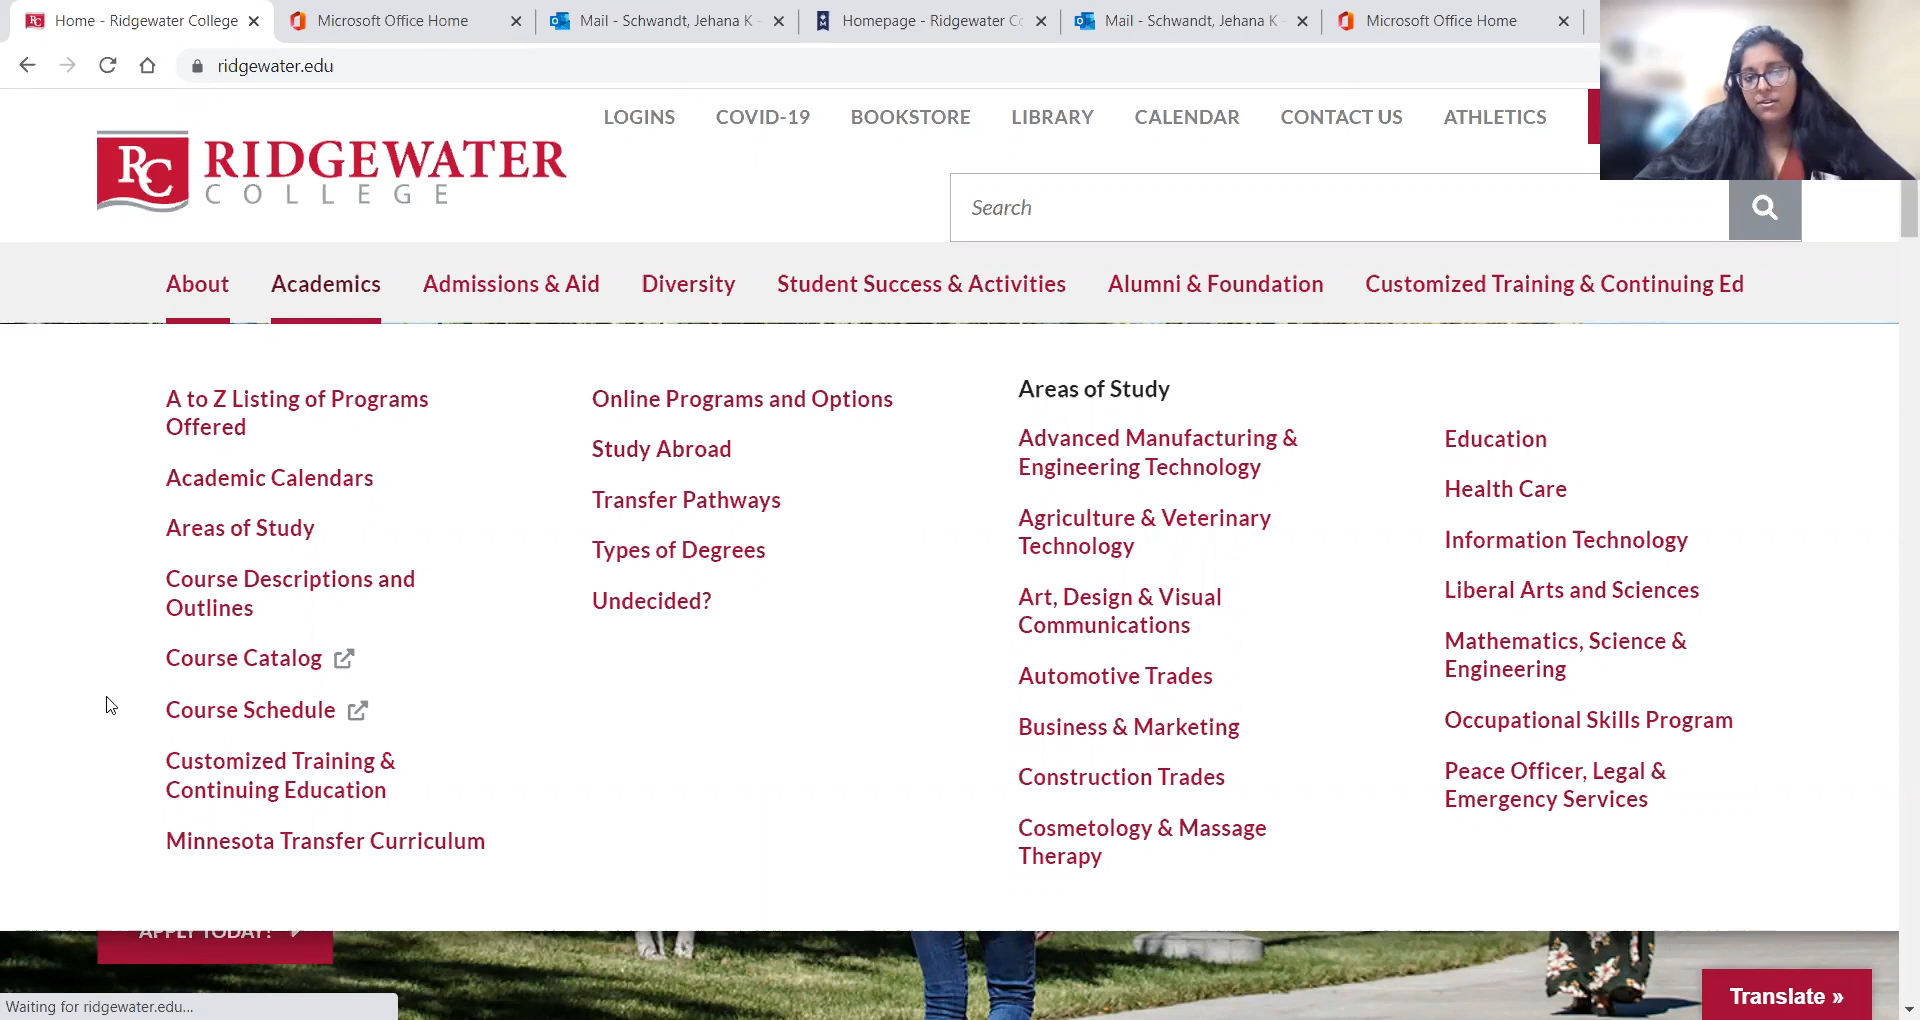 Home - Ridgewater College
Microsoft Office Home
Mail - Schwandt, Jehana K -
Homepage - Ridgewater Co
Mail - Schwandt, Jehana K -
Microsoft Office Home
ridgewater.edu
LOGINS
COVID-19
BOOKSTORE
LIBRARY
CALENDAR
CONTACT US
ATHLETICS
RC
RIDGEWATER
COLLEGE
Search
About
Academics
Admissions & Aid
Diversity
Student Success & Activities
Alumni & Foundation
Customized Training & Continuing Ed
A to Z Listing of Programs
Offered
Academic Calendars
Areas of Study
Course Descriptions and
Outlines
Course Catalog
Course Schedule
Customized Training &
Continuing Education
Minnesota Transfer Curriculum
Online Programs and Options
Study Abroad
Transfer Pathways
Types of Degrees
Undecided?
Areas of Study
Advanced Manufacturing &
Engineering Technology
Agriculture & Veterinary
Technology
Art, Design & Visual
Communications
Automotive Trades
Business & Marketing
Construction Trades
Cosmetology & Massage
Therapy
Education
Health Care
Information Technology
Liberal Arts and Sciences
Mathematics, Science &
Engineering
Occupational Skills Program
Peace Officer, Legal &
Emergency Services
APPLY TODAY!
Translate »
Waiting for ridgewater.edu...